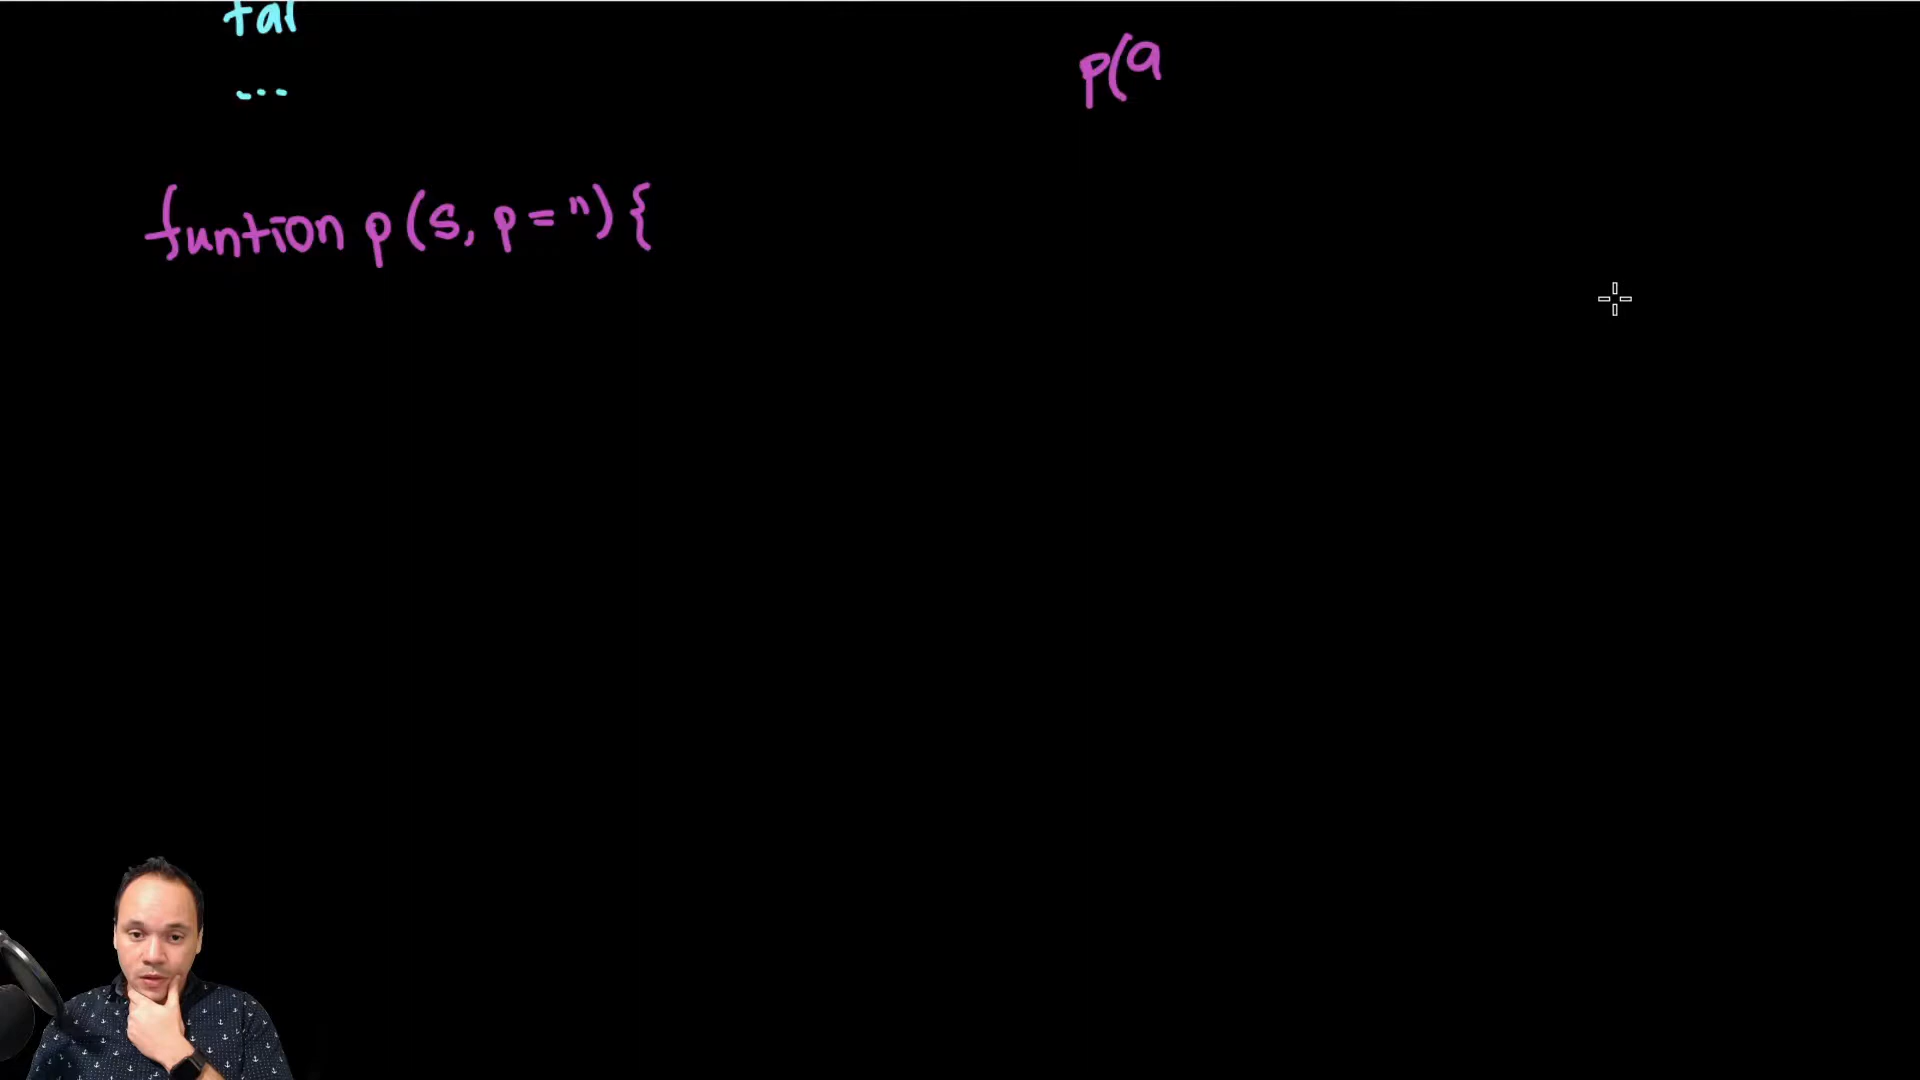 ...
p(a
funtion p(s, p = ") {